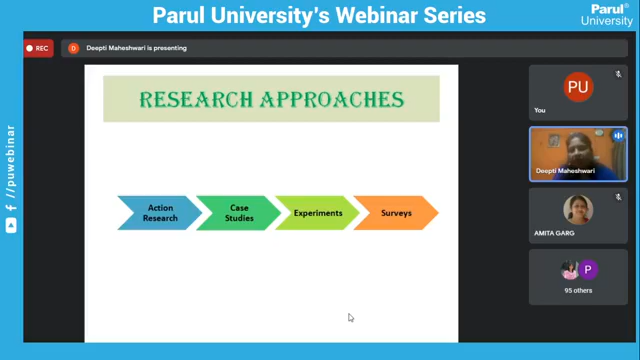 Parul University's Webinar Series
Parul®
University
REC
D
Deepti Maheshwari is presenting
RESEARCH APPROACHES
Action
Research
Case
Studies
Experiments
Surveys
PU
You
Deepti Maheshwari
AMITA GARG
P
95 others
//puwebinar